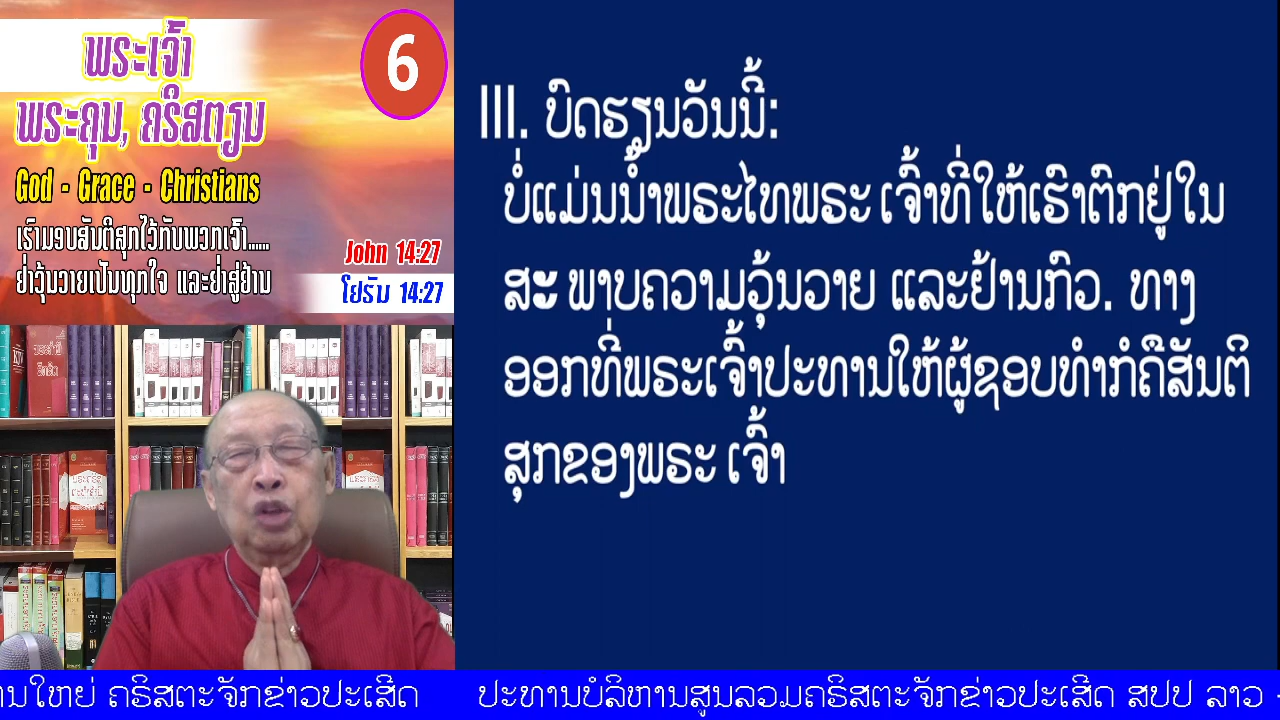 ພຣະເຈົ້າ
ພຣະຄຸນ, ຄຣິສຕຽນ
6
God - Grace - Christians
ເຮົາມອບສັນຕິສຸກໄວ້ກັບພວກເຈົ້າ......
John 14:27
ຢ່າວຸ້ນວາຍເປັນທຸກໃຈ ແລະຢ່າສູ່ຢ້ານ
ໂຢຮັນ 14:27
III. ບົດຮຽນວັນນີ້:
ບໍ່ແມ່ນນ້ຳພຣະໄທພຣະ ເຈົ້າທີ່ ໃຫ້ເຮົາຕົກຢູ່ ໃນ
ສະ ພາບຄວາມວຸ້ນວາຍ ແລະຢ້ານກົວ. ທາງ
ອອກທີ່ພຣະເຈົ້າປະທານໃຫ້ຜູ້ຊອບທຳກໍຄືສັນຕິ
ສຸກຂອງພຣະ ເຈົ້າ
ານໃຫຍ່ ຄຣິສຕະຈັກຂ່າວປະເສີດ ປະທານບໍລິຫານສູນລວມຄຣິສຕະຈັກຂ່າວປະເສີດ ສປປ ລາວ